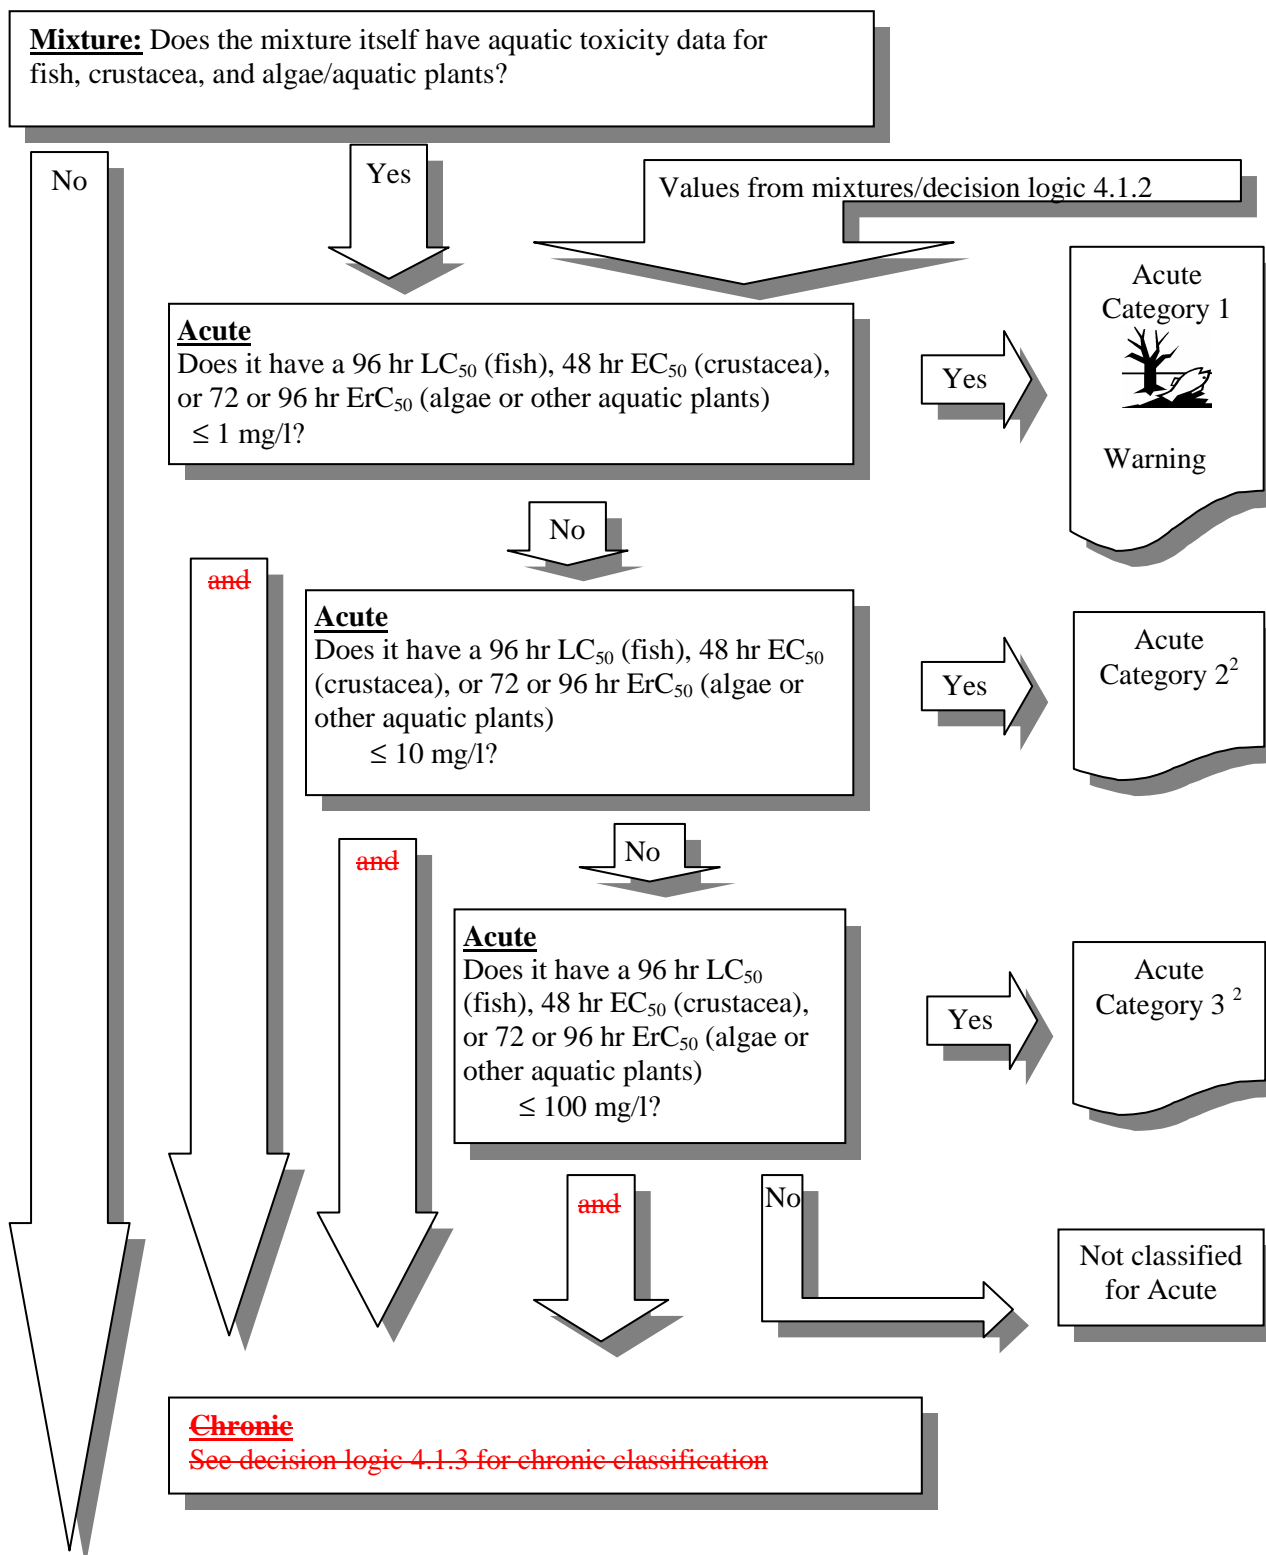 Mixture: Does the mixture itself have aquatic toxicity data for
fish, crustacea, and algae/aquatic plants?
No
Yes
Values from mixtures/decision logic 4.1.2
Acute
Does it have a 96 hr LC50 (fish), 48 hr EC50 (crustacea),
or 72 or 96 hr ErC50 (algae or other aquatic plants)
≤ 1 mg/l?
Yes
Acute
Category 1
Warning
No
and
Acute
Does it have a 96 hr LC50 (fish), 48 hr EC50
(crustacea), or 72 or 96 hr ErC50 (algae or
other aquatic plants)
≤ 10 mg/l?
Yes
Acute
Category 2²
No
and
Acute
Does it have a 96 hr LC50
(fish), 48 hr EC50 (crustacea),
or 72 or 96 hr ErC50 (algae or
other aquatic plants)
≤ 100 mg/l?
Yes
Acute
Category 3 ²
and
No
Not classified
for Acute
Chronic
See decision logic 4.1.3 for chronic classification